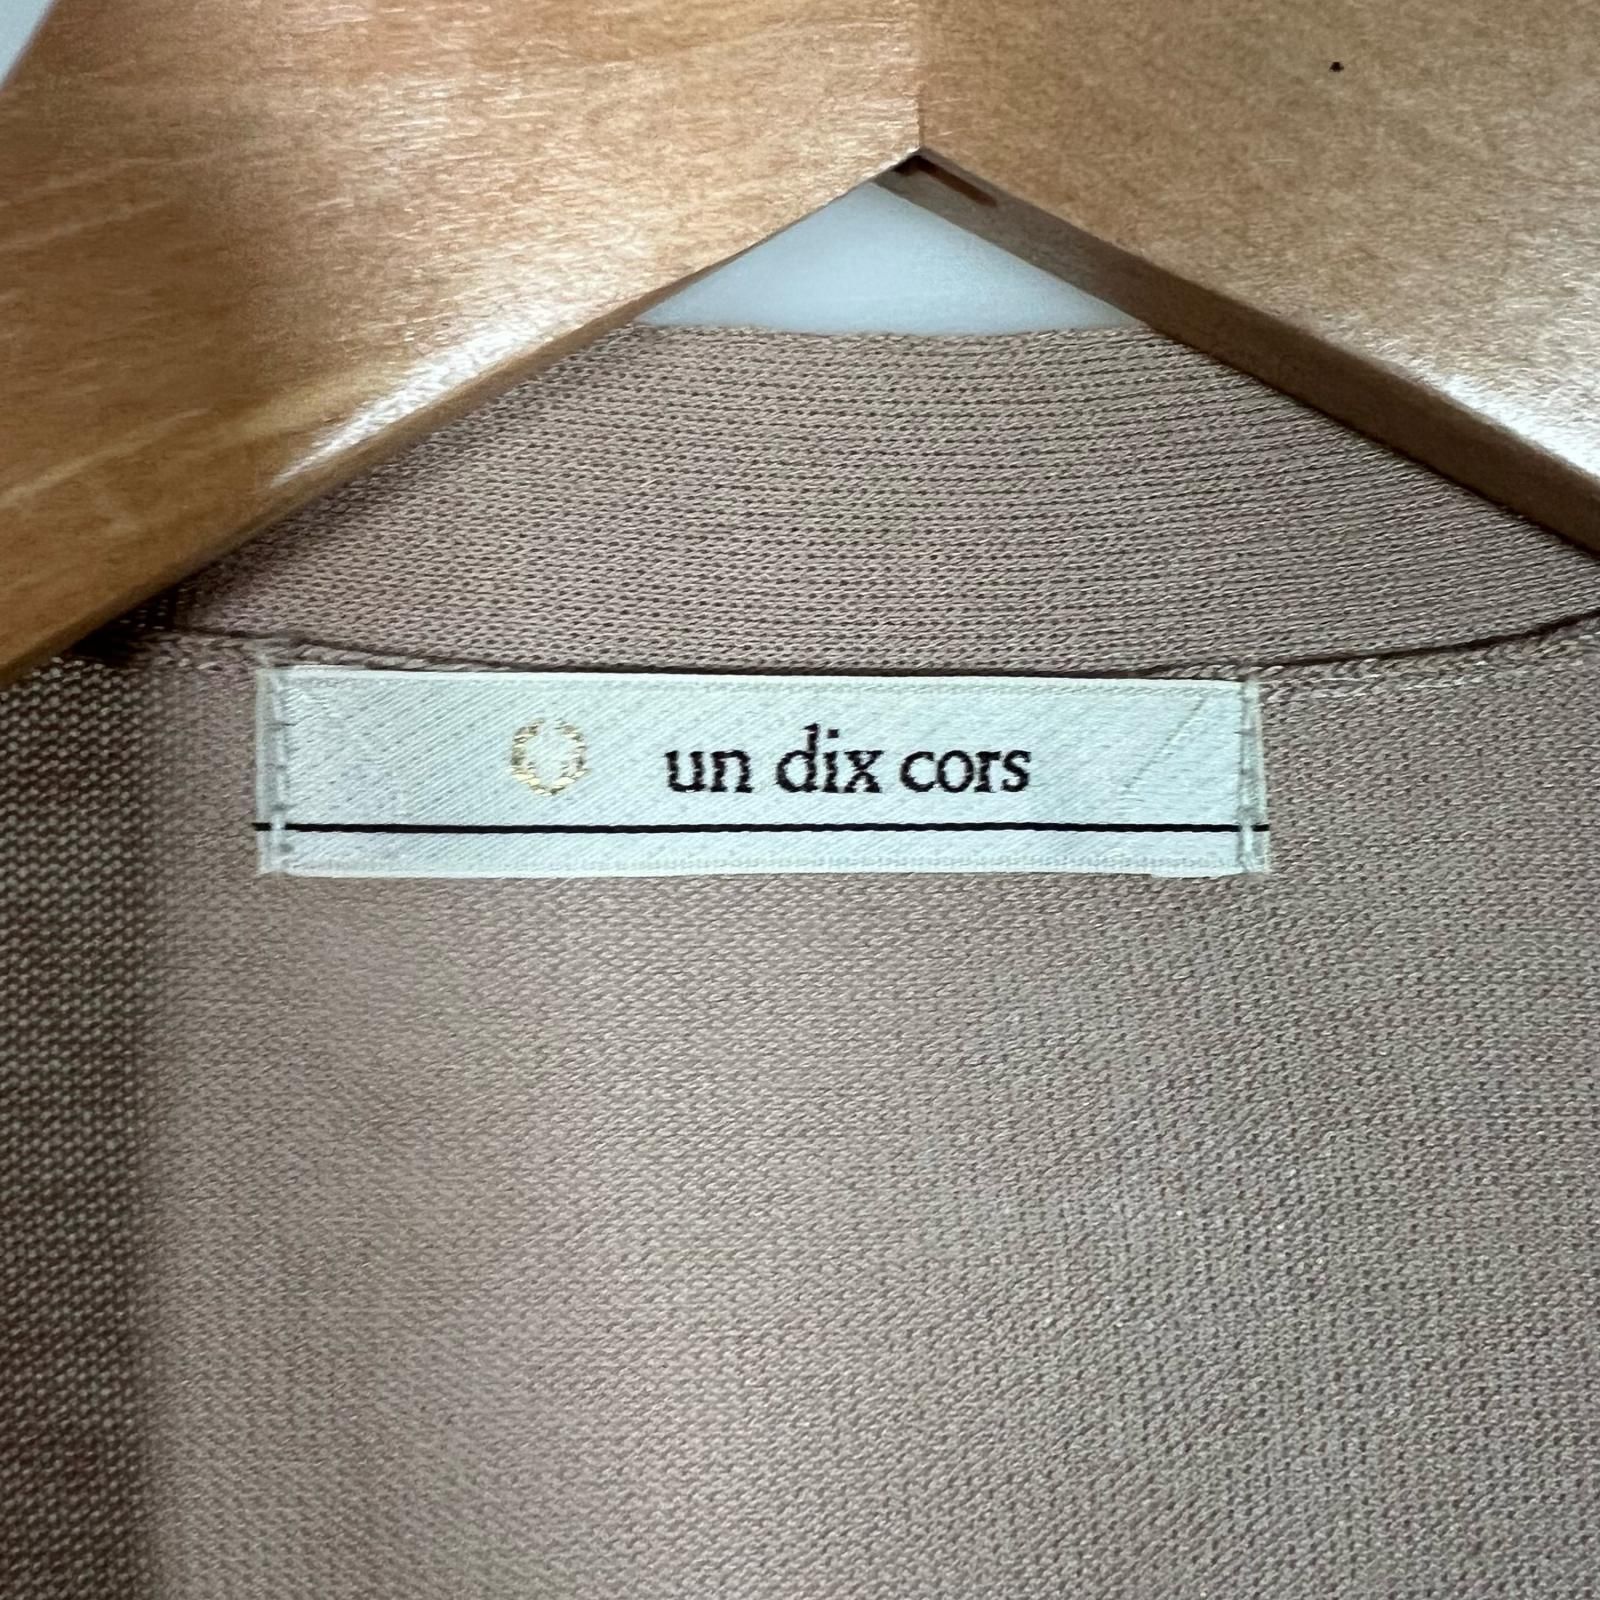 un dix cors